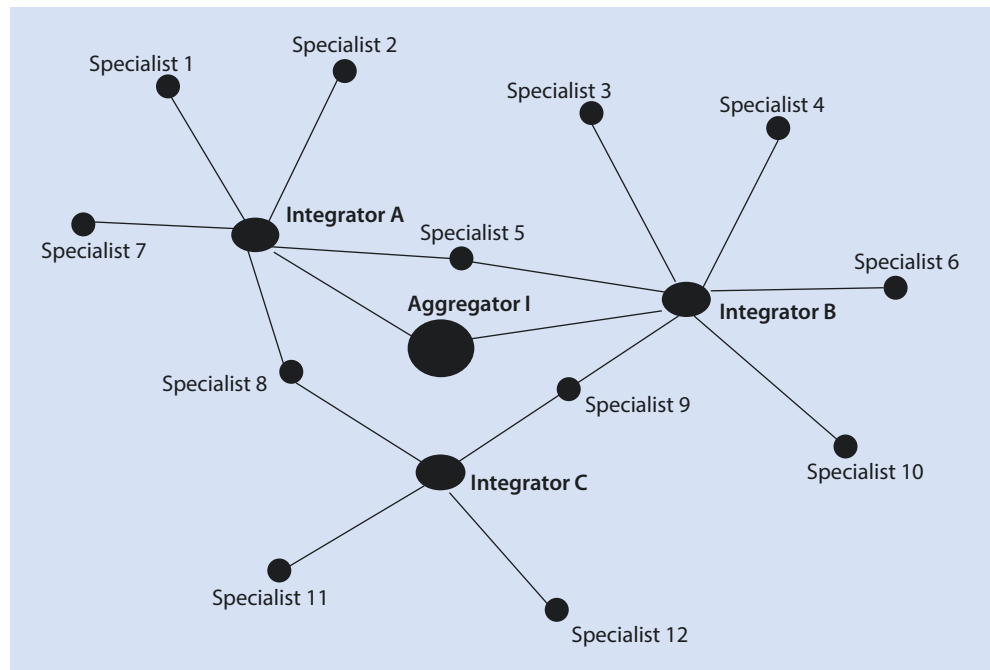 Specialist 1
Specialist 2
Specialist 3
Specialist 4
Integrator A
Specialist 5
Specialist 7
Specialist 6
Aggregator I
Integrator B
Specialist 8
Specialist 9
Specialist 10
Integrator C
Specialist 11
Specialist 12